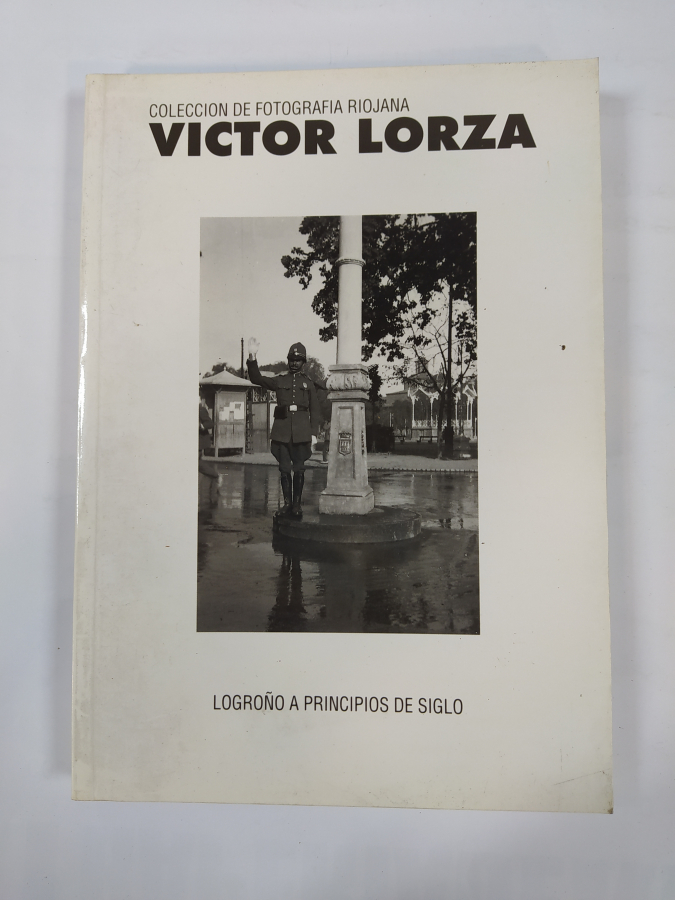 COLECCION DE FOTOGRAFIA RIOJANA
VICTOR LORZA
LOGROÑO A PRINCIPIOS DE SIGLO